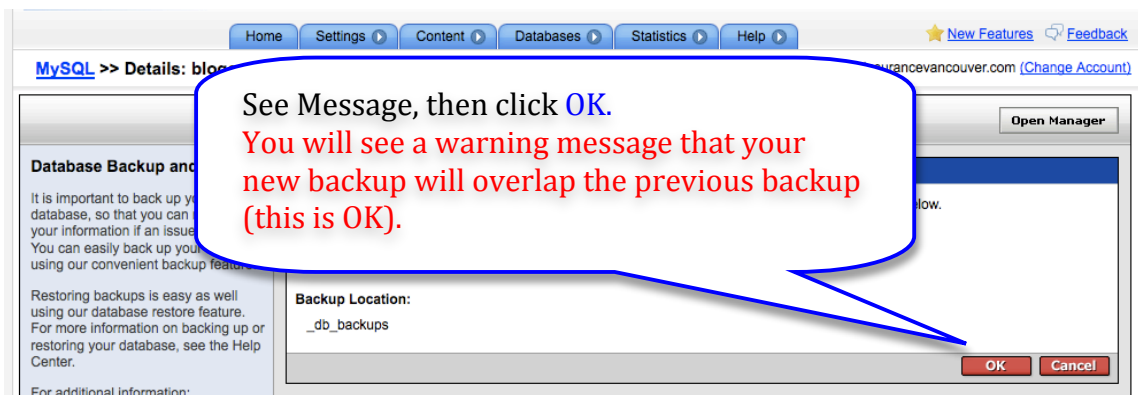 Home Settings Content Databases Statistics Help New Features Feedback
MySQL >> Details: blog urancevancouver.com (Change Account)
See Message, then click OK.
You will see a warning message that your
new backup will overlap the previous backup
(this is OK).
Open Manager
Database Backup and
It is important to back up
database, so that you can
your information if an issue
You can easily back up your
using our convenient backup feature
Restoring backups is easy as well
using our database restore feature.
For more information on backing up or
restoring your database, see the Help
Center.
For additional information:
Backup Location:
_db_backups
OK Cancel